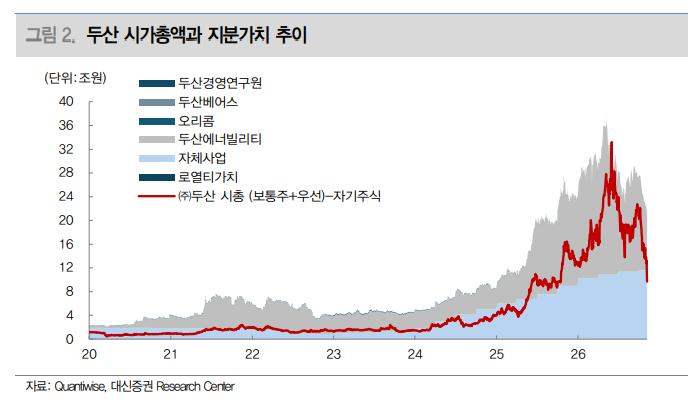 그림 2. 두산 시가총액과 지분가치 추이
(단위: 조원)
두산경영연구원
두산베어스
오리콤
두산에너빌리티
자체사업
로열티가치
㈜두산 시총 (보통주+우선)-자기주식
40
36
32
28
24
20
16
12
8
4
0
20 21 22 23 24 25 26
자료: Quantiwise, 대신증권 Research Center